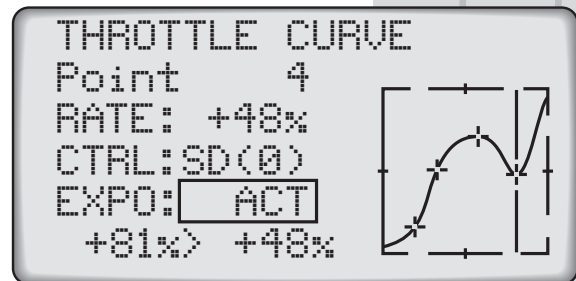 THROTTLE CURVE
Point 4
RATE: +48%
CTRL:SD(0)
EXPO: ACT
+81%> +48%